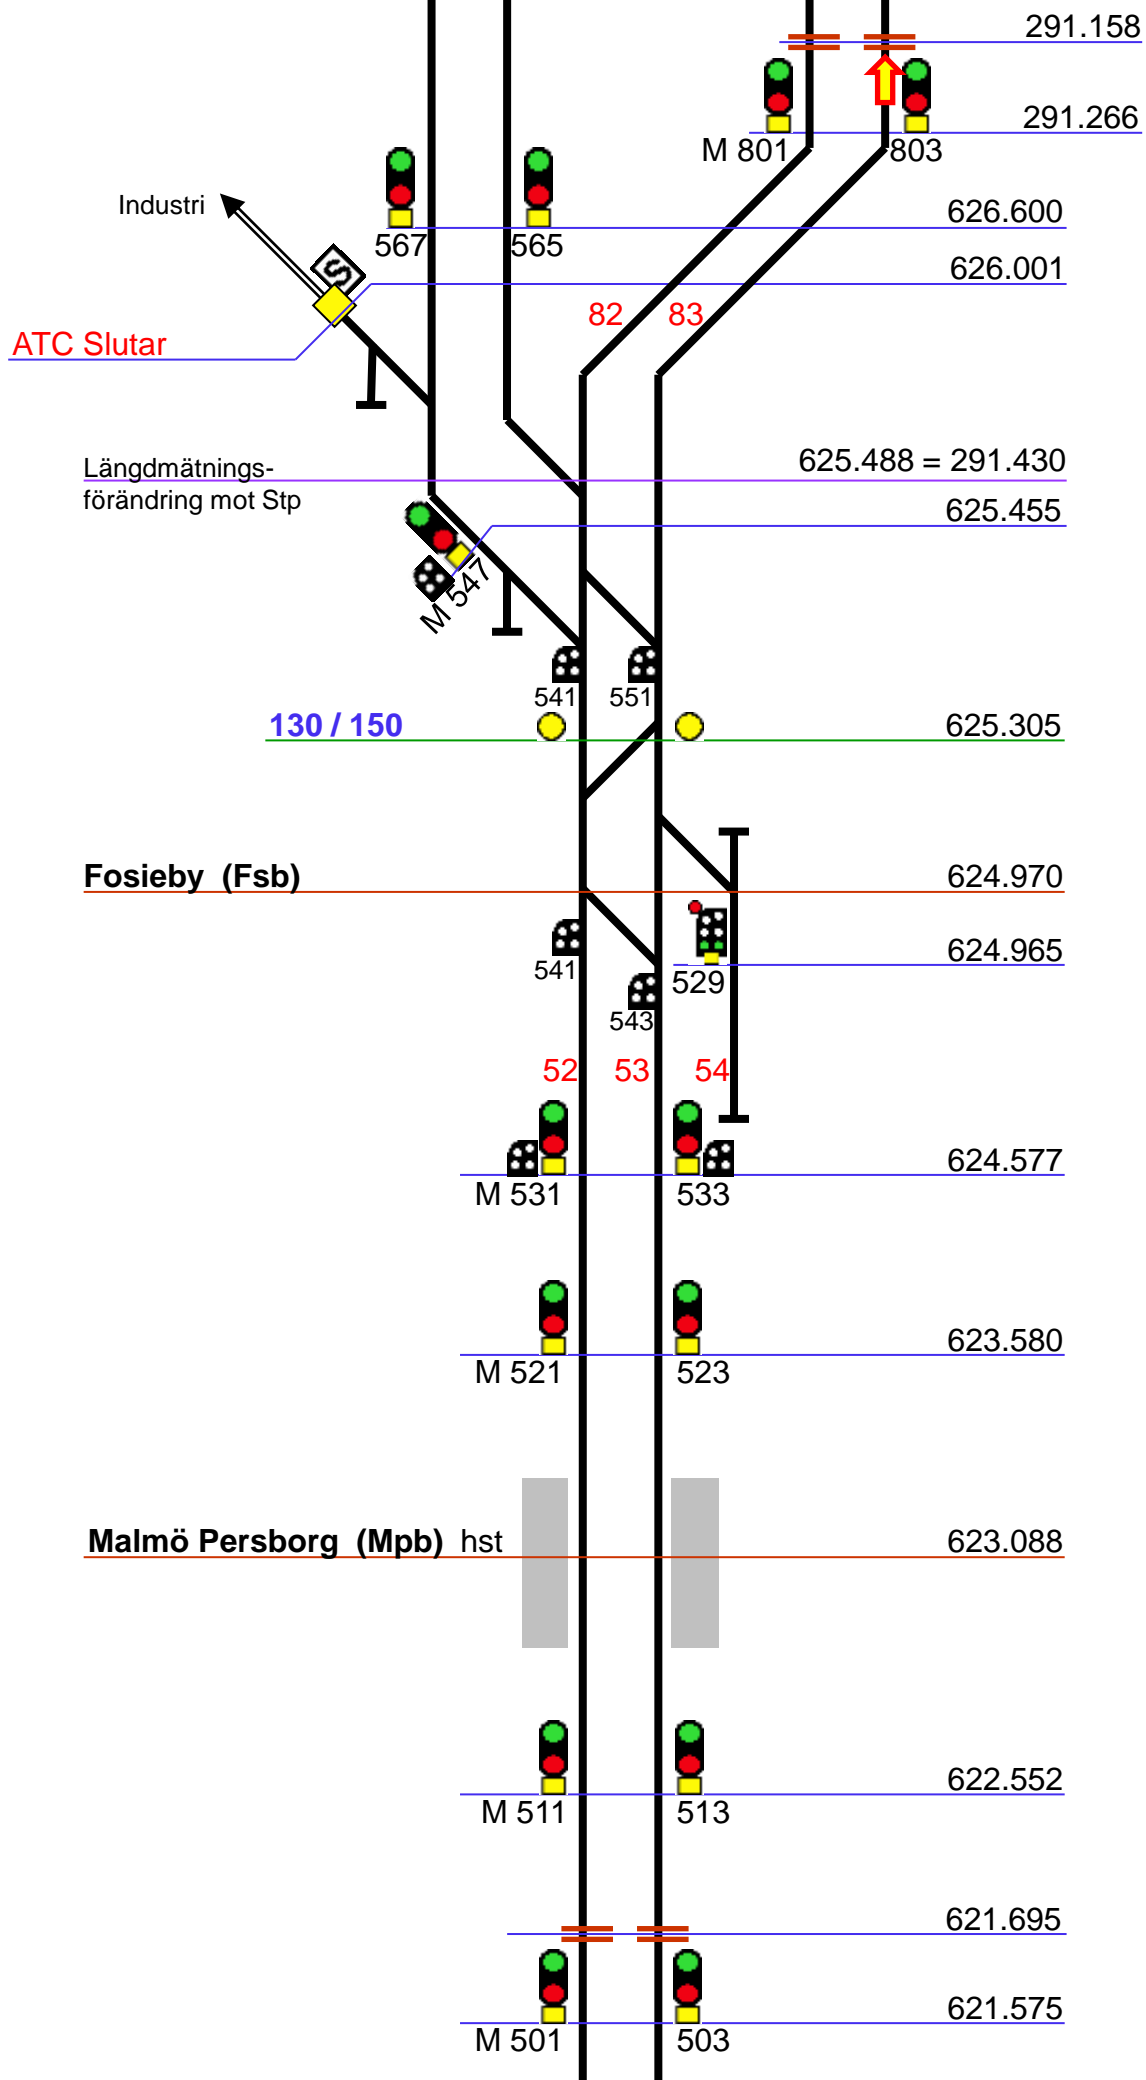 291.158
291.266
M 801
803
Industri
626.600
567
565
626.001
S
82
83
ATC Slutar
Längdmätnings-
förändring mot Stp
625.488 = 291.430
625.455
M 547
541
551
130 / 150
625.305
Fosieby (Fsb)
624.970
541
529
624.965
543
52
53
54
624.577
M 531
533
623.580
M 521
523
Malmö Persborg (Mpb) hst
623.088
622.552
M 511
513
621.695
621.575
M 501
503